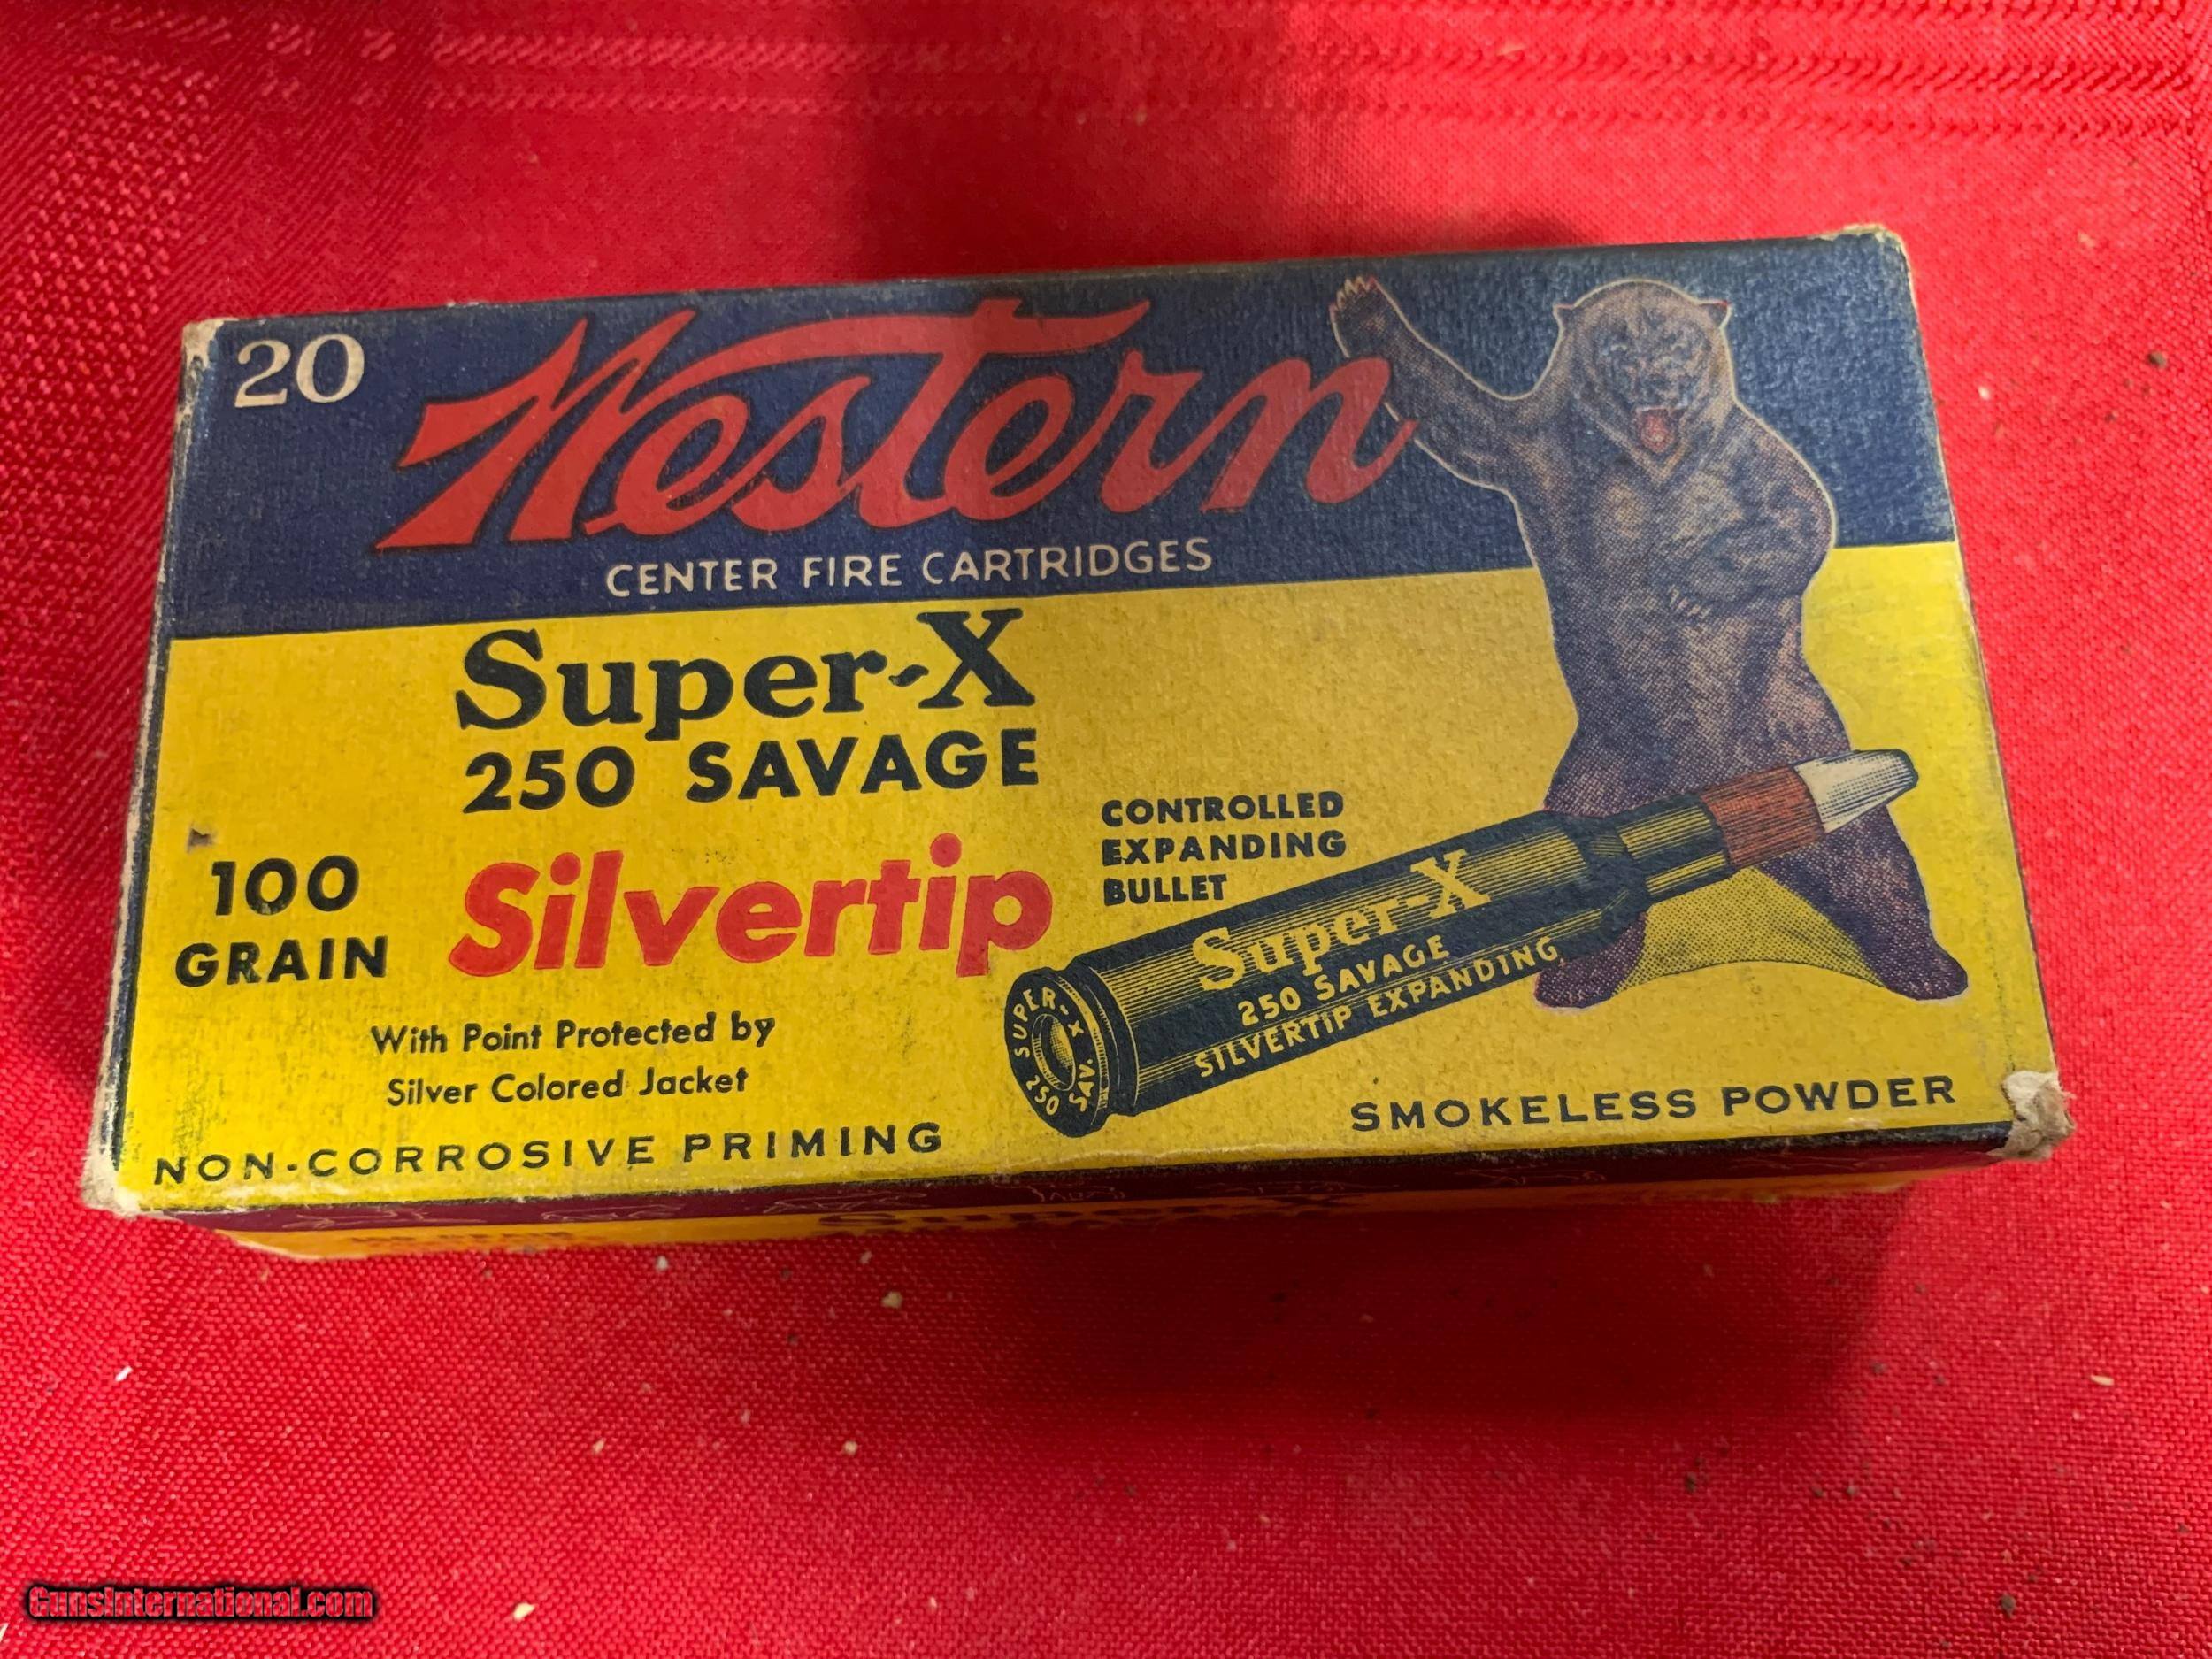 20
Western
CENTER FIRE CARTRIDGES
Super-X
250 SAVAGE
100
GRAIN
Silvertip
CONTROLLED
EXPANDING
BULLET
With Point Protected by
Silver Colored Jacket
Super-X
250 SAVAGE
SILVERTIP EXPANDING
SUPER-X
250 SAV.
NON-CORROSIVE PRIMING
SMOKELESS POWDER
GunsInternational.com